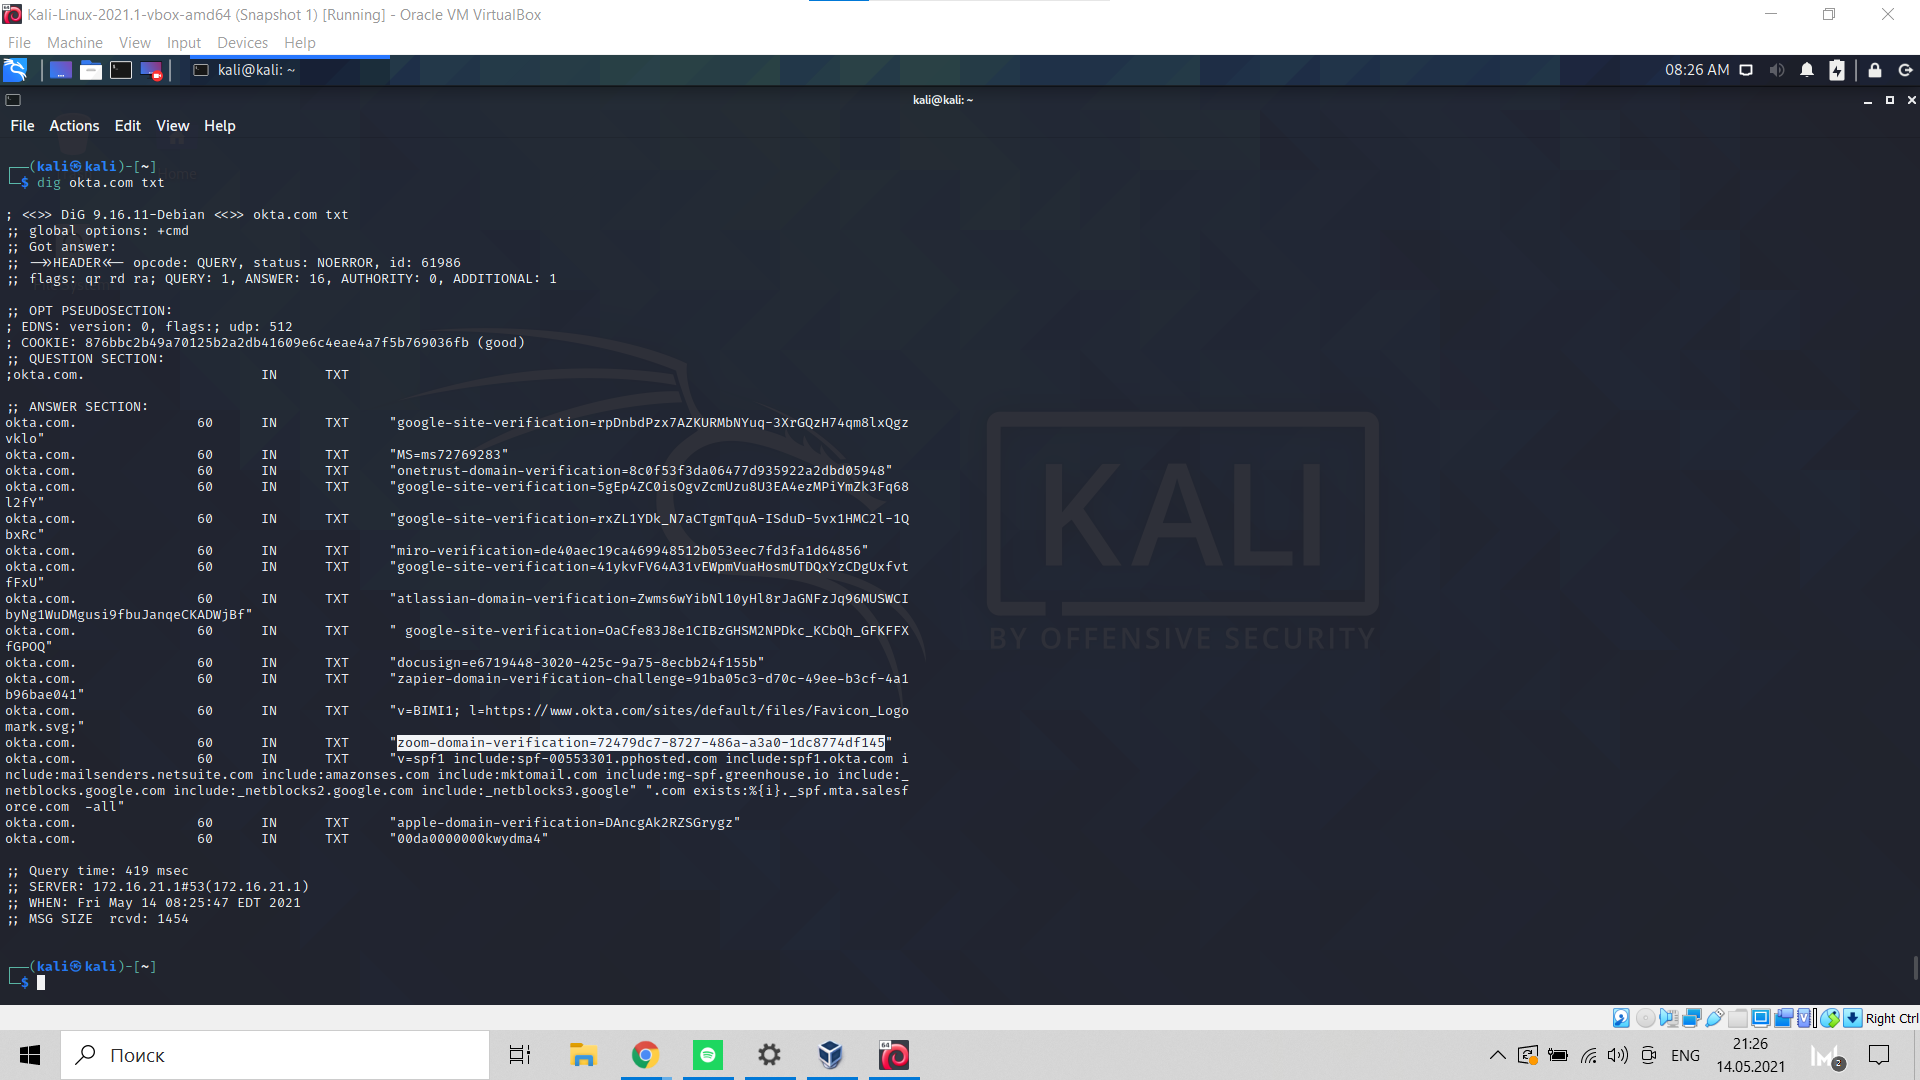 Kali-Linux-2021.1-vbox-amd64 (Snapshot 1) [Running] - Oracle VM VirtualBox
File Machine View Input Devices Help
kali@kali: ~
08:26 AM
kali@kali: ~
File Actions Edit View Help
┌──(kali㉿kali)-[~]
└─$ dig okta.com txt
; <<>> DiG 9.16.11-Debian <<>> okta.com txt
;; global options: +cmd
;; Got answer:
;; ->>HEADER<<- opcode: QUERY, status: NOERROR, id: 61986
;; flags: qr rd ra; QUERY: 1, ANSWER: 16, AUTHORITY: 0, ADDITIONAL: 1
;; OPT PSEUDOSECTION:
; EDNS: version: 0, flags:; udp: 512
; COOKIE: 876bbc2b49a70125b2a2db41609e6c4eae4a7f5b769036fb (good)
;; QUESTION SECTION:
;okta.com. IN TXT
;; ANSWER SECTION:
okta.com. 60 IN TXT "google-site-verification=rpDnbdPzx7AZKURMbNYuq-3XrGQzH74qm8lxQgz
vklo"
okta.com. 60 IN TXT "MS=ms72769283"
okta.com. 60 IN TXT "onetrust-domain-verification=8c0f53f3da06477d935922a2dbd05948"
okta.com. 60 IN TXT "google-site-verification=5gEp4ZC0isOgvZcmUzu8U3EA4ezMPiYmZk3Fq68
l2fY"
okta.com. 60 IN TXT "google-site-verification=rxZL1YDk_N7aCTgmTquA-ISduD-5vx1HMC2l-1Q
bxRc"
okta.com. 60 IN TXT "miro-verification=de40aec19ca469948512b053eec7fd3fa1d64856"
okta.com. 60 IN TXT "google-site-verification=41ykvFV64A31vEWpmVuaHosmUTDQxYzCDgUxfvt
fFxU"
okta.com. 60 IN TXT "atlassian-domain-verification=Zwms6wYibNl10yHl8rJaGNFzJq96MUSWCI
byNg1WuDMgusi9fbuJanqeCKADWjBf"
okta.com. 60 IN TXT " google-site-verification=OaCfe83J8e1CIBzGHSM2NPDkc_KCbQh_GFKFFX
fGPOQ"
okta.com. 60 IN TXT "docusign=e6719448-3020-425c-9a75-8ecbb24f155b"
okta.com. 60 IN TXT "zapier-domain-verification-challenge=91ba05c3-d70c-49ee-b3cf-4a1
b96bae041"
okta.com. 60 IN TXT "v=BIMI1; l=https://www.okta.com/sites/default/files/Favicon_Logo
mark.svg;"
okta.com. 60 IN TXT "zoom-domain-verification=72479dc7-8727-486a-a3a0-1dc8774df145"
okta.com. 60 IN TXT "v=spf1 include:spf-00553301.pphosted.com include:spf1.okta.com i
nclude:mailsenders.netsuite.com include:amazonses.com include:mktomail.com include:mg-spf.greenhouse.io include:_
netblocks.google.com include:_netblocks2.google.com include:_netblocks3.google" ".com exists:%{i}._spf.mta.salesf
orce.com  -all"
okta.com. 60 IN TXT "apple-domain-verification=DAncgAk2RZSGrygz"
okta.com. 60 IN TXT "00da0000000kwydma4"
;; Query time: 419 msec
;; SERVER: 172.16.21.1#53(172.16.21.1)
;; WHEN: Fri May 14 08:25:47 EDT 2021
;; MSG SIZE  rcvd: 1454
┌──(kali㉿kali)-[~]
└─$
KALI
BY OFFENSIVE SECURITY
Right Ctrl
Поиск
64
ENG
21:26
14.05.2021
2